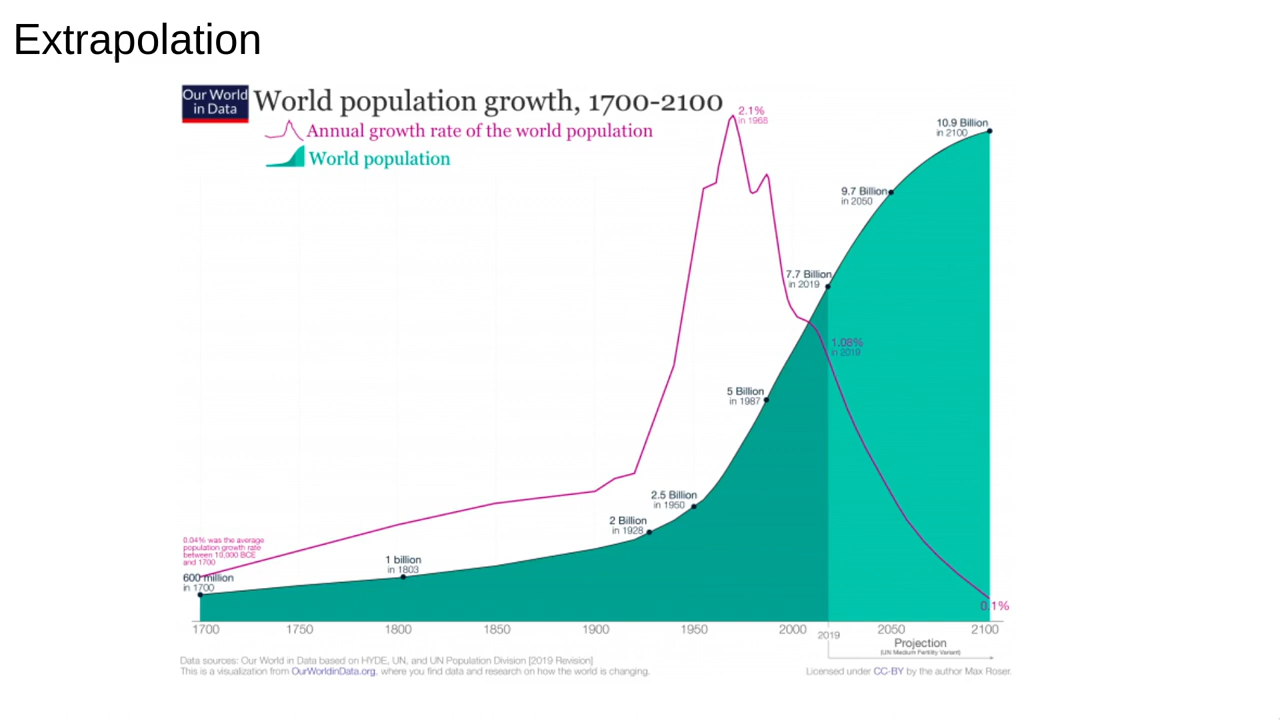 Extrapolation
Our World
in Data
World population growth, 1700-2100
Annual growth rate of the world population
World population
2.1%
in 1968
10.9 Billion
in 2100
9.7 Billion
in 2050
7.7 Billion
in 2019
1.08%
in 2019
5 Billion
in 1987
2.5 Billion
in 1950
2 Billion
in 1928
0.04% was the average
population growth rate
between 10,000 BCE
and 1700
1 billion
in 1803
600 million
in 1700
0.1%
1700 1750 1800 1850 1900 1950 2000 2050 2100
2019
Projection
(UN Medium Fertility Variant)
Data sources: Our World in Data based on HYDE, UN, and UN Population Division [2019 Revision]
This is a visualization from OurWorldinData.org, where you find data and research on how the world is changing.
Licensed under CC-BY by the author Max Roser.